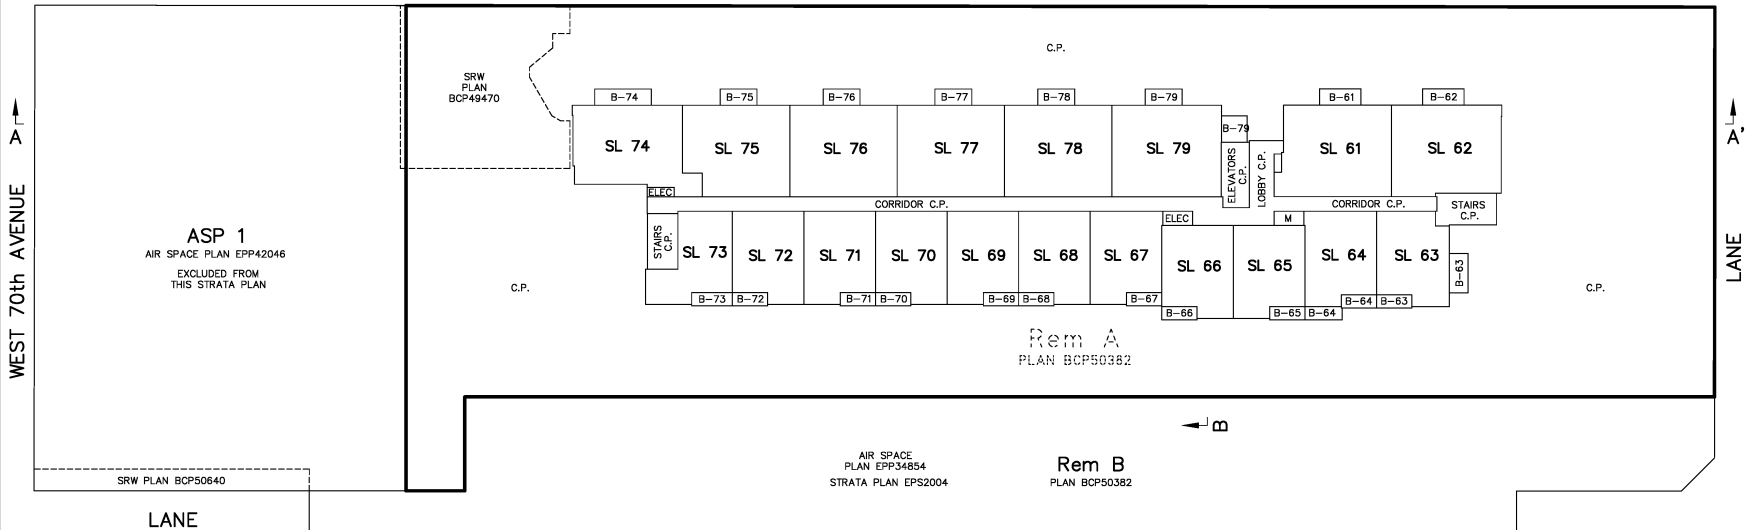 C.P.
SRW
PLAN
BCP49470
B-74
B-75
B-76
B-77
B-78
B-79
B-61
B-62
A
A'
B-79
SL 74
SL 75
SL 76
SL 77
SL 78
SL 79
SL 61
SL 62
ELEVATORS
C.P.
LOBBY C.P.
ELEC
CORRIDOR C.P.
CORRIDOR C.P.
STAIRS
C.P.
WEST 70th AVENUE
ASP 1
AIR SPACE PLAN EPP42046
EXCLUDED FROM
THIS STRATA PLAN
STAIRS
C.P.
ELEC
M
SL 73
SL 72
SL 71
SL 70
SL 69
SL 68
SL 67
SL 66
SL 65
SL 64
SL 63
B-63
LANE
C.P.
C.P.
B-73
B-72
B-71
B-70
B-69
B-68
B-67
B-64
B-63
B-66
B-65
B-64
Rem A
PLAN BCP50382
B
AIR SPACE
PLAN EPP34854
STRATA PLAN EPS2004
Rem B
PLAN BCP50382
SRW PLAN BCP50640
LANE